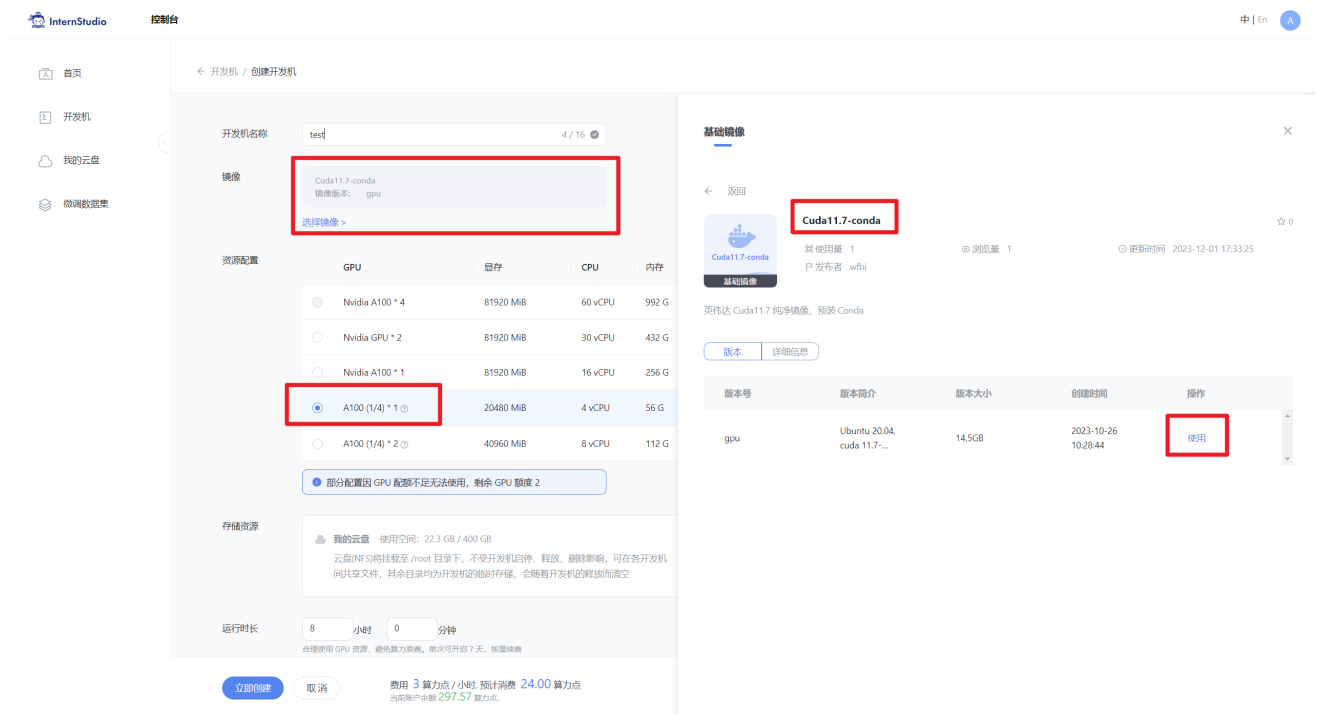 InternStudio
控制台
中 | En
A
首页
开发机
我的云盘
微调数据集
← 开发机 / 创建开发机
开发机名称
test
4 / 16
镜像
Cuda11.7-conda
镜像版本: gpu
选择镜像 >
资源配置
GPU 显存 CPU 内存
Nvidia A100 * 4 81920 MiB 60 vCPU 992 G
Nvidia GPU * 2 81920 MiB 30 vCPU 432 G
Nvidia A100 * 1 81920 MiB 16 vCPU 256 G
A100 (1/4) * 1 20480 MiB 4 vCPU 56 G
A100 (1/4) * 2 40960 MiB 8 vCPU 112 G
部分配置因 GPU 配额不足无法使用，剩余 GPU 额度 2
存储资源
我的云盘 使用空间：22.3 GB / 400 GB
云盘(NFS)将挂载至 /root 目录下，不受开发机启停、释放、删除影响，可在各开发机
间共享文件，其余目录均为开发机的临时存储，会随着开发机的释放而清空
运行时长
8 小时 0 分钟
合理使用 GPU 资源，避免算力浪费。单次可开启 7 天，按需续费
立即创建
取消
费用 3 算力点 / 小时, 预计消费 24.00 算力点
当前账户余额 297.57 算力点。
基础镜像
← 返回
Cuda11.7-conda
基础镜像
Cuda11.7-conda
0
使用量 1
浏览量 1
更新时间 2023-12-01 17:33:25
发布者 wfbi
英伟达 Cuda11.7 纯净镜像，预装 Conda
版本 详细信息
版本号 版本简介 版本大小 创建时间 操作
gpu Ubuntu 20.04, 14.5GB 2023-10-26 使用
cuda 11.7-... 10:28:44